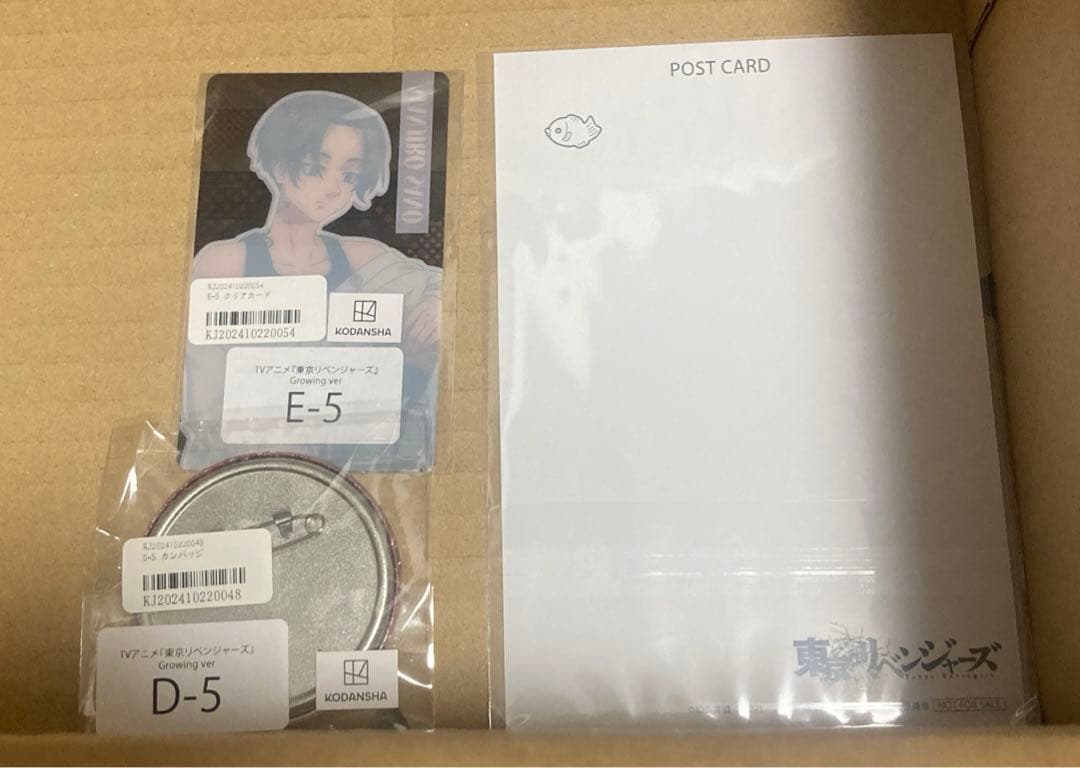 MANJIRO SANO
KJ202410220054
E-5 クリアカード
KJ202410220054
KODANSHA
TVアニメ『東京リベンジャーズ』
Growing ver
E-5
KJ202410220048
D-5 カンバッジ
KJ202410220048
TVアニメ『東京リベンジャーズ』
Growing ver
D-5
KODANSHA
POST CARD
東京リベンジャーズ
Tokyo Revengers
NOT FOR SALE